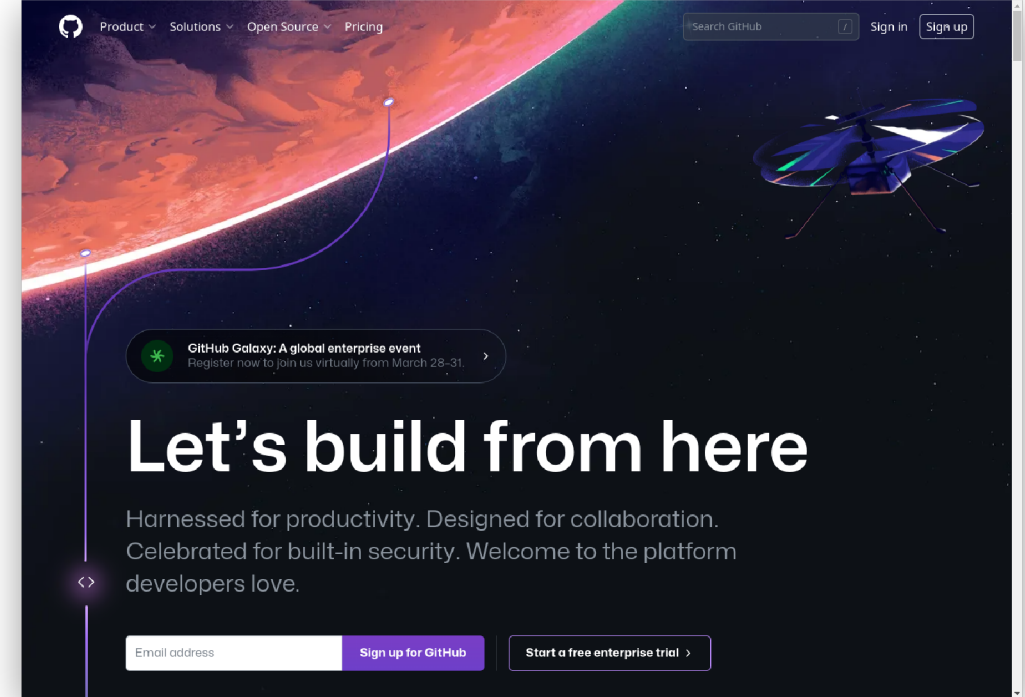 Product
Solutions
Open Source
Pricing
Search GitHub
/
Sign in
Sign up
GitHub Galaxy: A global enterprise event
Register now to join us virtually from March 28–31.
Let’s build from here
Harnessed for productivity. Designed for collaboration.
Celebrated for built-in security. Welcome to the platform
developers love.
Email address
Sign up for GitHub
Start a free enterprise trial